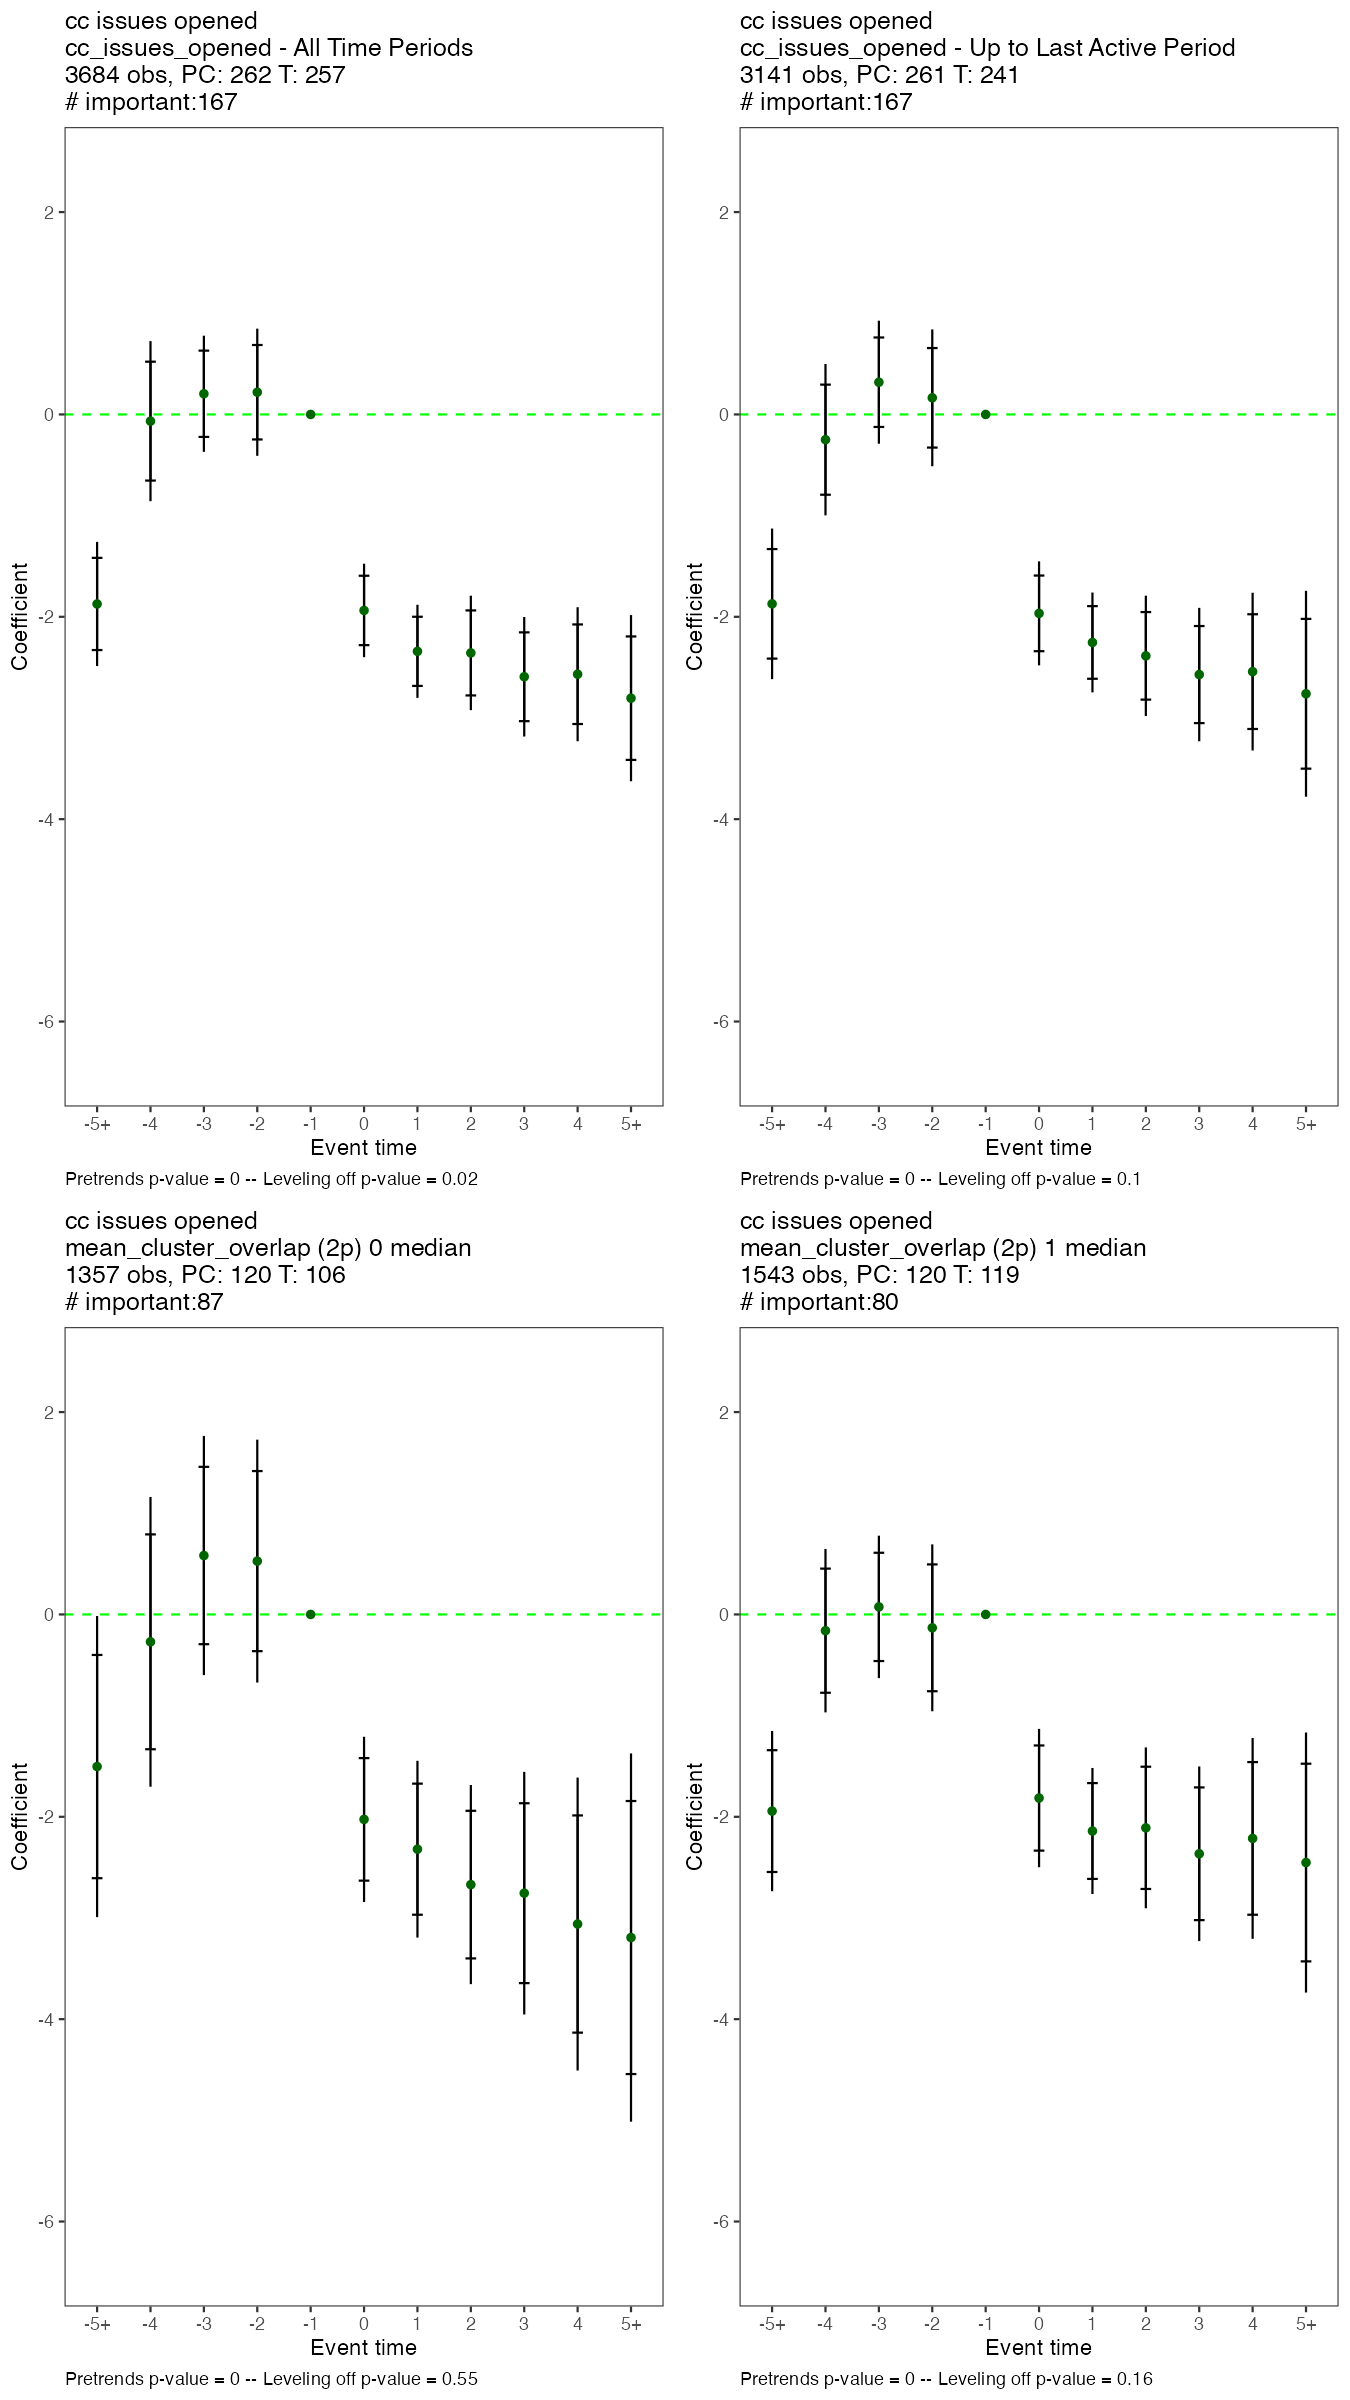 cc issues opened
cc_issues_opened - All Time Periods
3684 obs, PC: 262 T: 257
# important:167
2
0
-2
-4
-6
Coefficient
-5+ -4 -3 -2 -1 0 1 2 3 4 5+
Event time
Pretrends p-value = 0 -- Leveling off p-value = 0.02
cc issues opened
cc_issues_opened - Up to Last Active Period
3141 obs, PC: 261 T: 241
# important:167
2
0
-2
-4
-6
Coefficient
-5+ -4 -3 -2 -1 0 1 2 3 4 5+
Event time
Pretrends p-value = 0 -- Leveling off p-value = 0.1
cc issues opened
mean_cluster_overlap (2p) 0 median
1357 obs, PC: 120 T: 106
# important:87
2
0
-2
-4
-6
Coefficient
-5+ -4 -3 -2 -1 0 1 2 3 4 5+
Event time
Pretrends p-value = 0 -- Leveling off p-value = 0.55
cc issues opened
mean_cluster_overlap (2p) 1 median
1543 obs, PC: 120 T: 119
# important:80
2
0
-2
-4
-6
Coefficient
-5+ -4 -3 -2 -1 0 1 2 3 4 5+
Event time
Pretrends p-value = 0 -- Leveling off p-value = 0.16